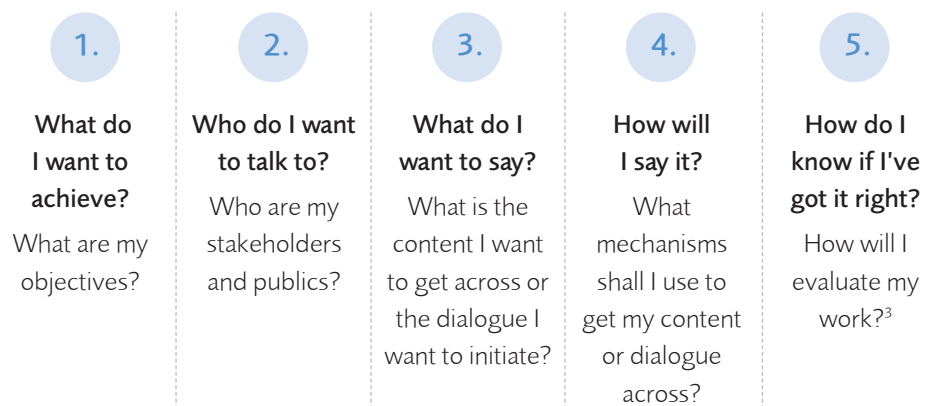 1.
What do
I want to
achieve?
What are my
objectives?
2.
Who do I want
to talk to?
Who are my
stakeholders
and publics?
3.
What do I
want to say?
What is the
content I want
to get across or
the dialogue I
want to initiate?
4.
How will
I say it?
What
mechanisms
shall I use to
get my content
or dialogue
across?
5.
How do I
know if I've
got it right?
How will I
evaluate my
work?³